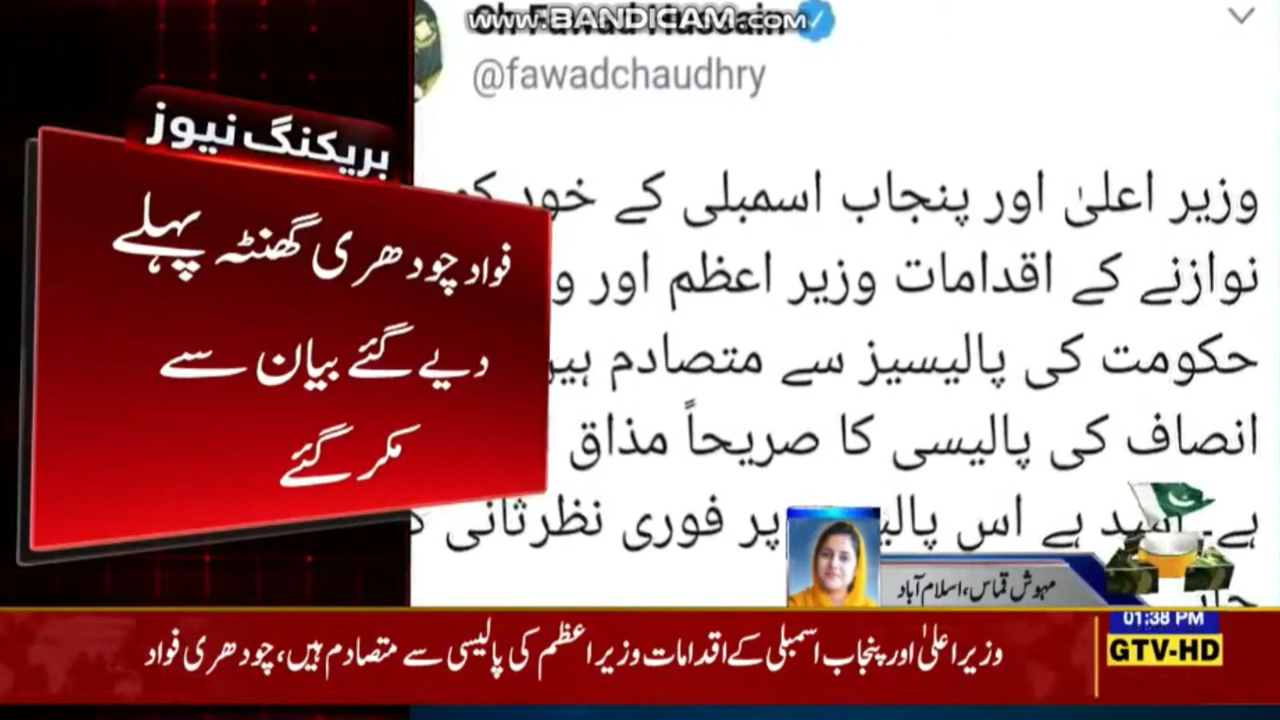 www.BANDICAM.com
Ch Fawad Hussain
@fawadchaudhry
وزیر اعلیٰ اور پنجاب اسمبلی کے خود کو
نوازنے کے اقدامات وزیر اعظم اور و
حکومت کی پالیسیز سے متصادم ہیں
انصاف کی پالیسی کا صریحاً مذاق
ہے۔ امید ہے اس پر فوری نظرثانی
بریکنگ نیوز
فواد چودھری گھنٹہ پہلے
دیے گئے بیان سے
مکر گئے
مہوش قماس، اسلام آباد
01:38 PM
GTV-HD
وزیر اعلیٰ اور پنجاب اسمبلی کے اقدامات وزیر اعظم کی پالیسی سے متصادم ہیں، چودھری فواد